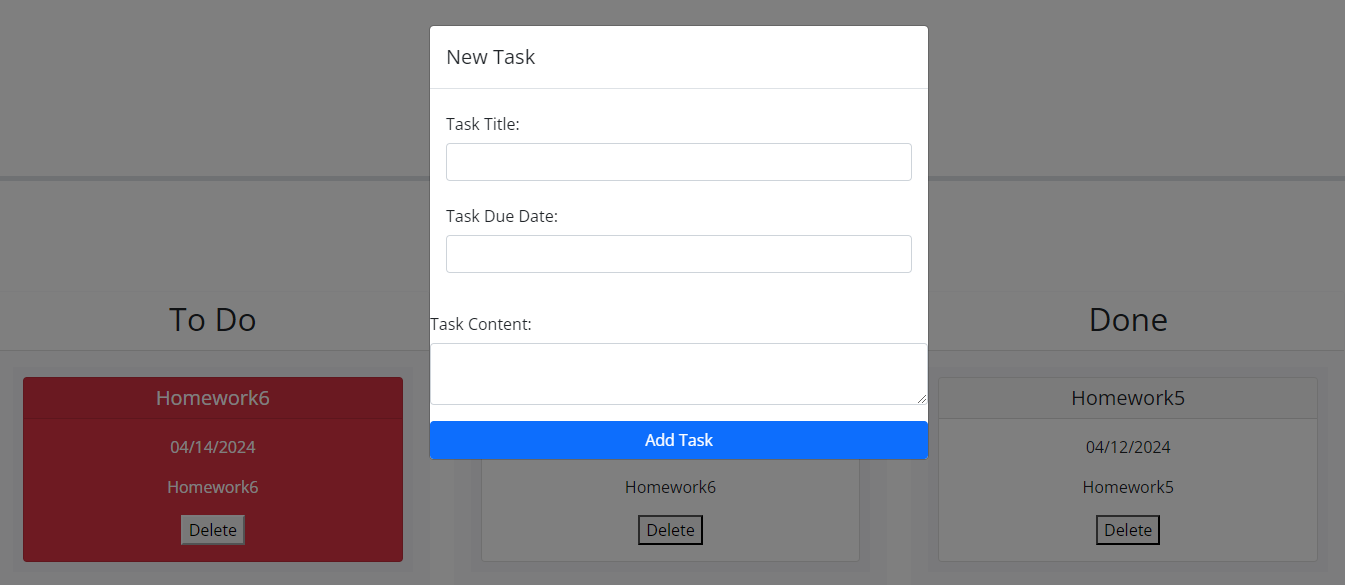 New Task
Task Title:
Task Due Date:
Task Content:
Add Task
To Do
Homework6
04/14/2024
Homework6
Delete
Homework6
Delete
Done
Homework5
04/12/2024
Homework5
Delete